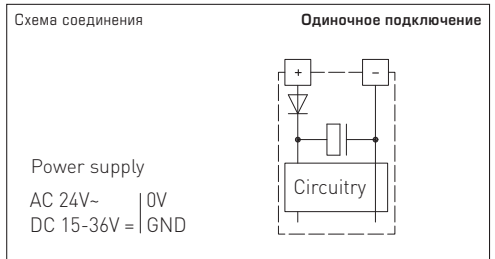 Схема соединения
Одиночное подключение
+ −
Circuitry
Power supply
AC 24V~ | 0V
DC 15-36V = | GND